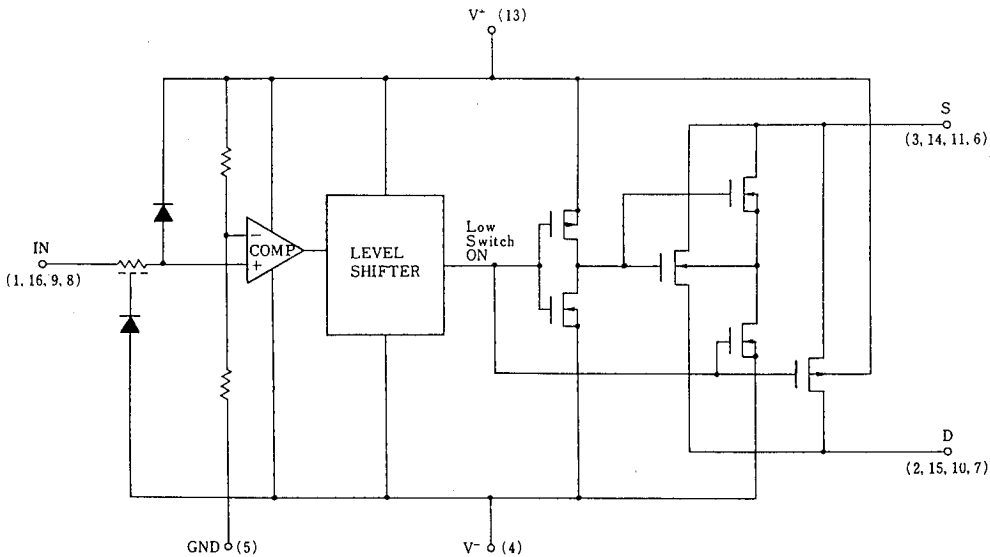 V⁺ (13)
S
(3, 14, 11, 6)
Low
Switch
ON
IN
(1, 16, 9, 8)
−
COMP
+
LEVEL
SHIFTER
D
(2, 15, 10, 7)
GND (5)
V⁻ (4)